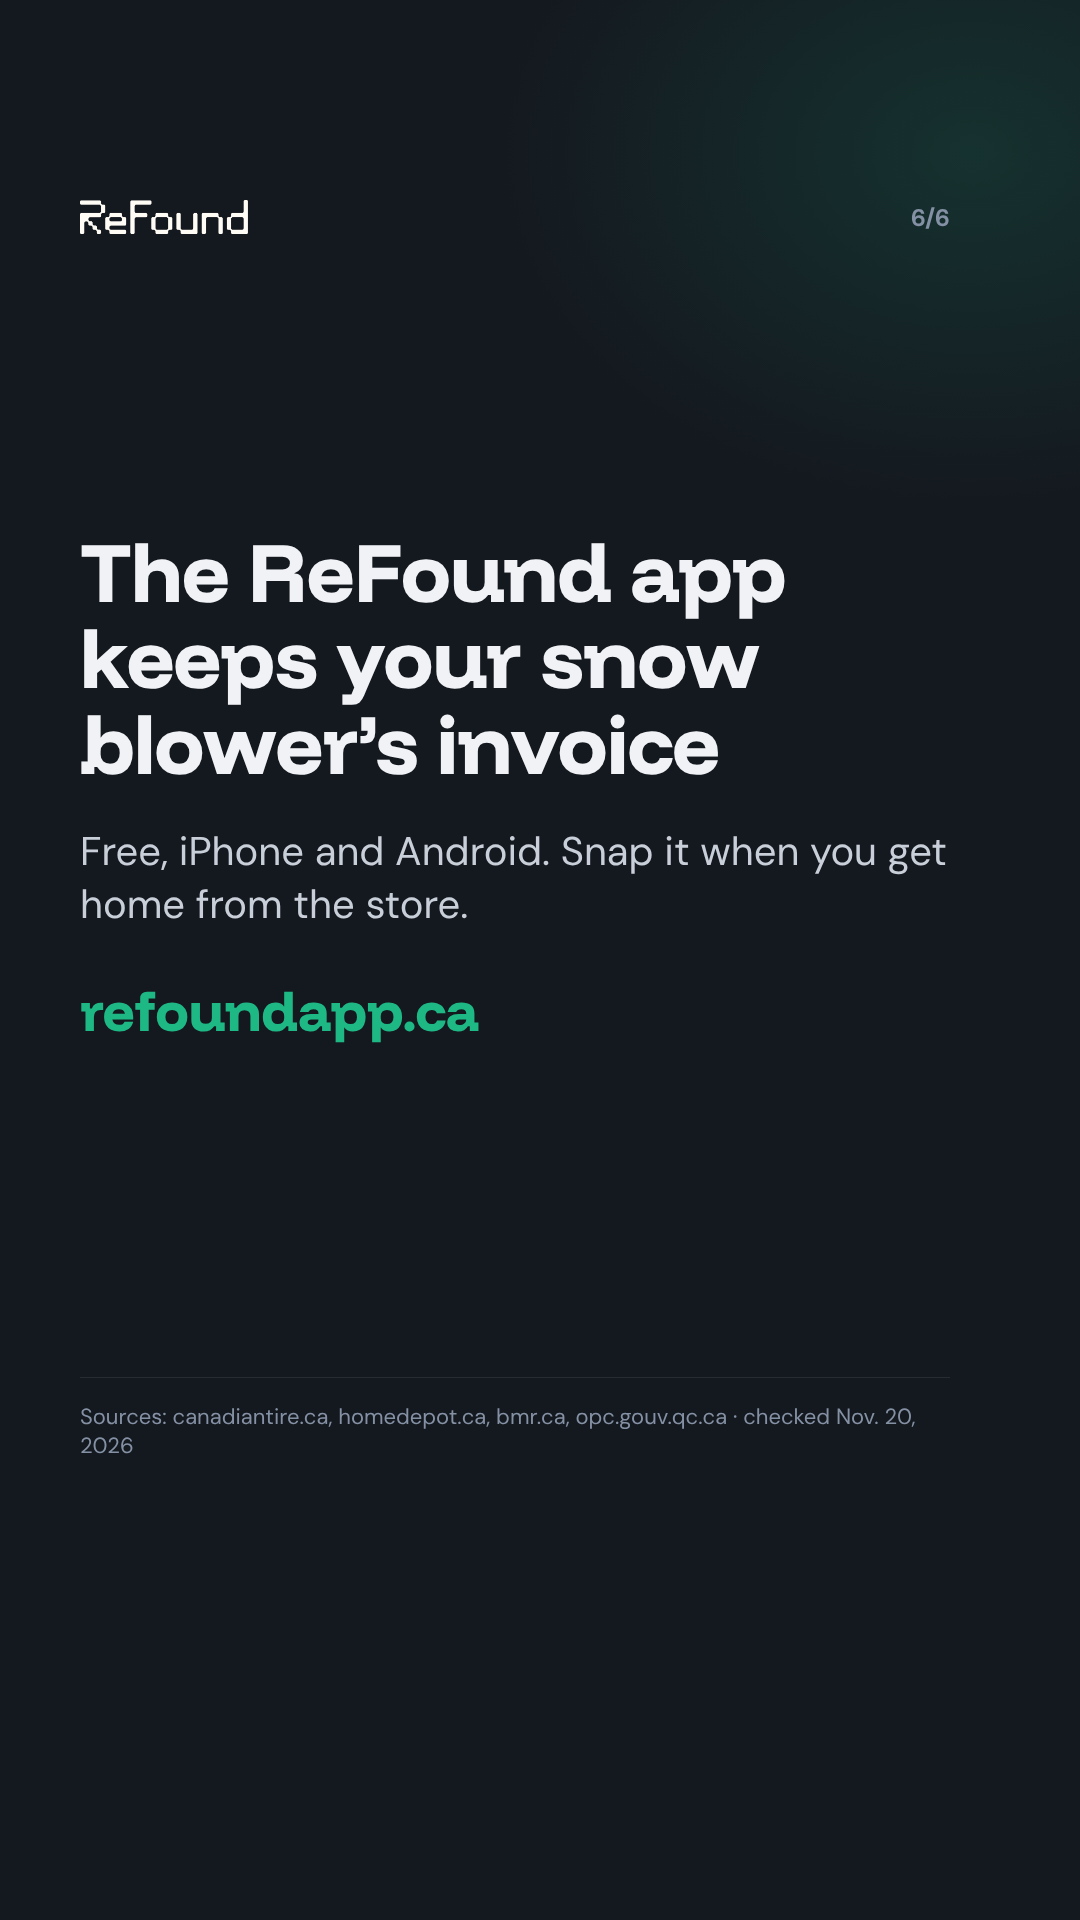 ReFound
6/6
The ReFound app
keeps your snow
blower’s invoice
Free, iPhone and Android. Snap it when you get
home from the store.
refoundapp.ca
Sources: canadiantire.ca, homedepot.ca, bmr.ca, opc.gouv.qc.ca · checked Nov. 20,
2026